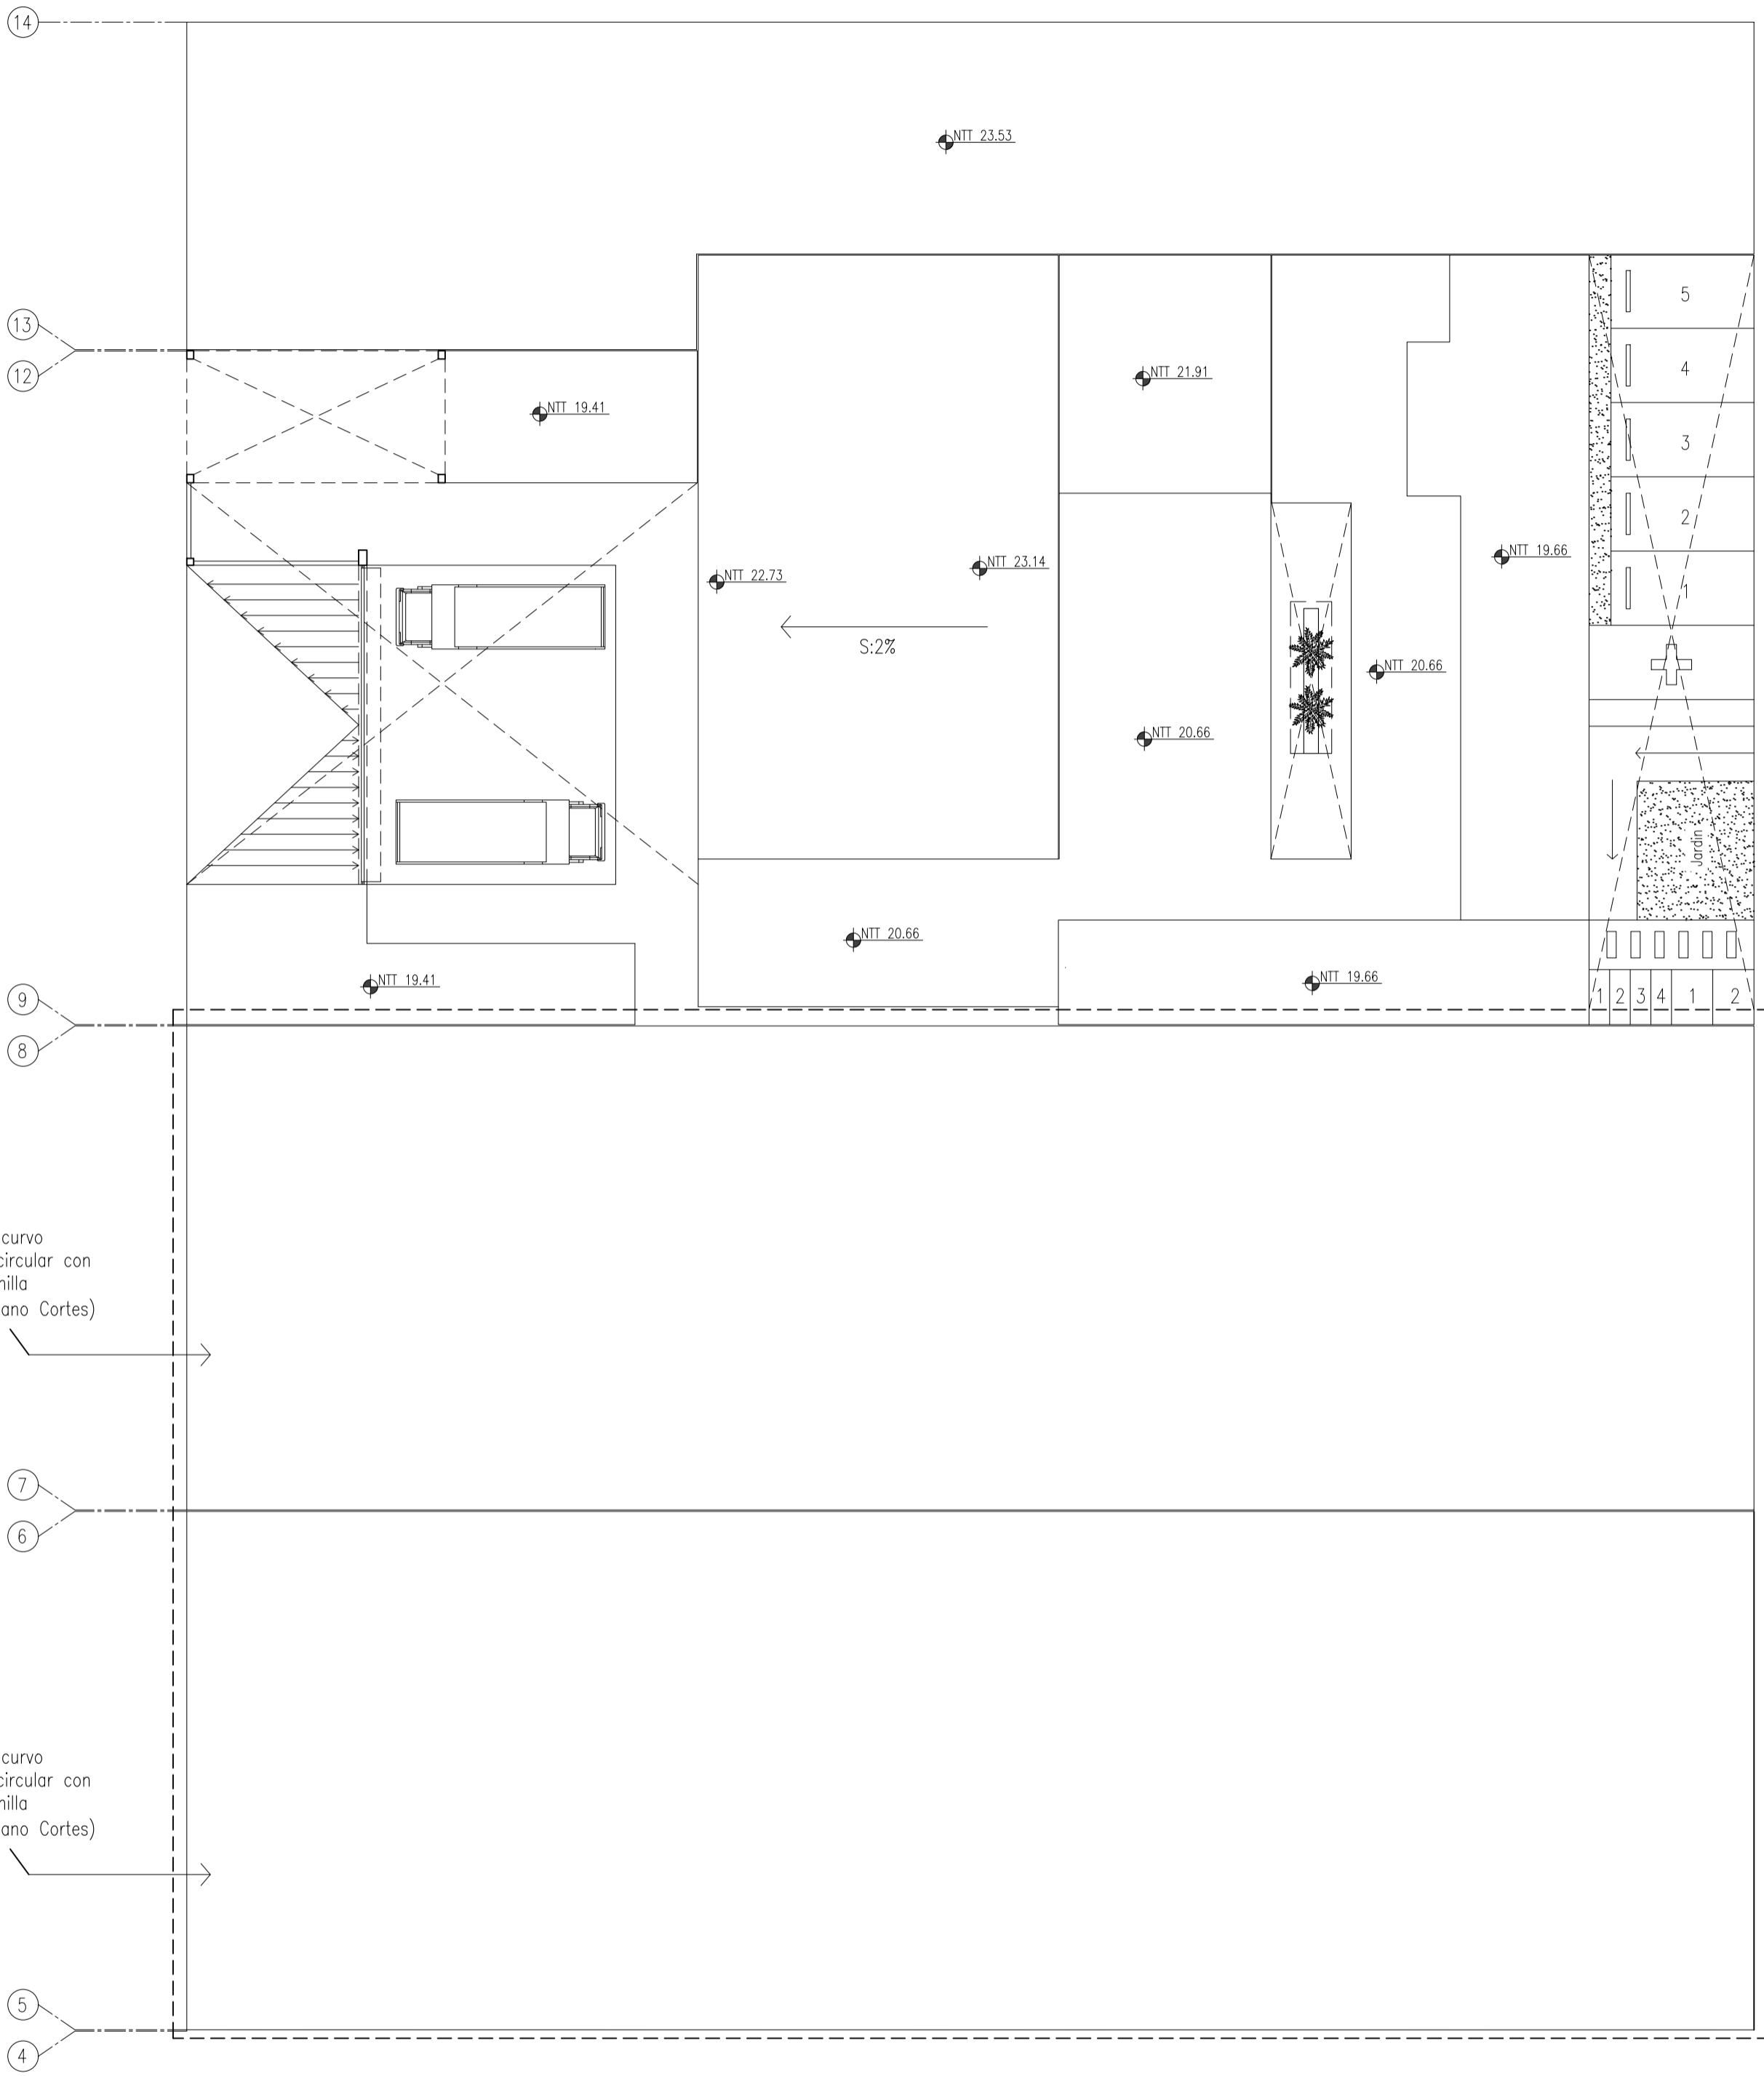 14
NTT 23.53
5
13
4
12
NTT 21.91
NTT 19.41
3
2
NTT 19.66
NTT 23.14
NTT 22.73
1
S:2%
NTT 20.66
NTT 20.66
Jardin
NTT 20.66
NTT 19.41
NTT 19.66
1 2 3 4 1 2
9
8
curvo
circular con
ano Cortes)
7
6
curvo
circular con
ano Cortes)
5
4